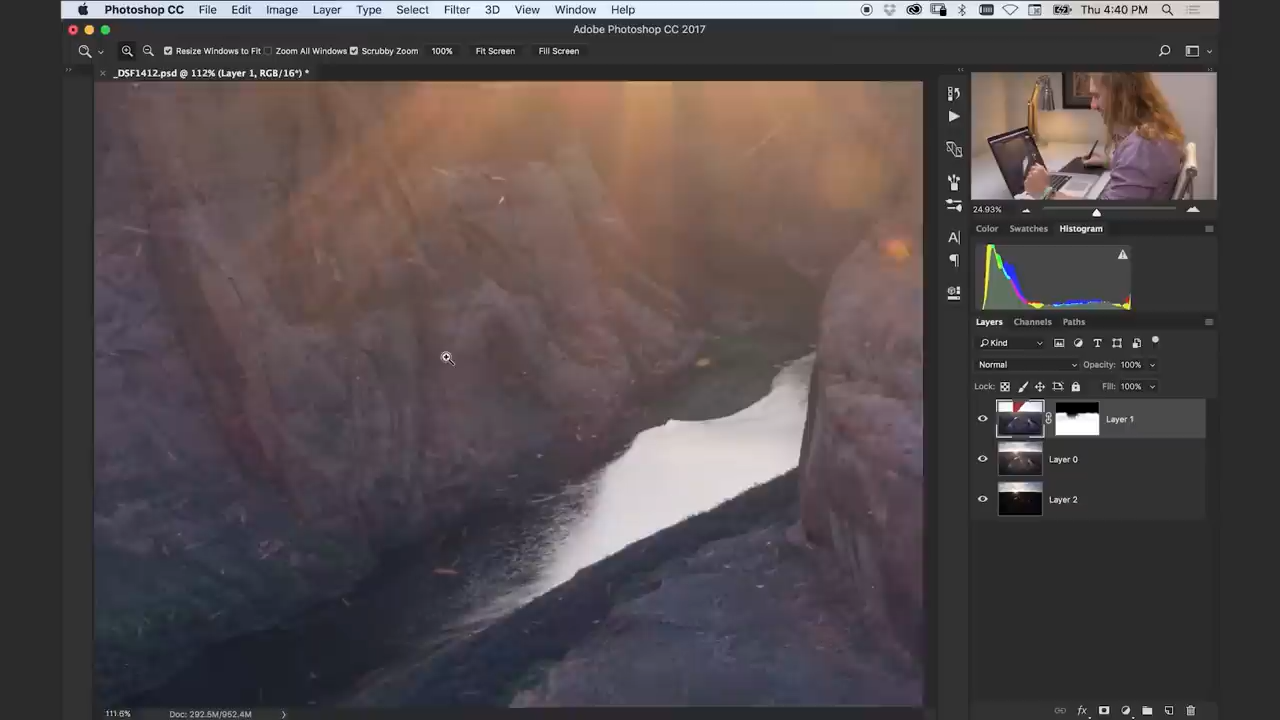 Photoshop CC File Edit Image Layer Type Select Filter 3D View Window Help Thu 4:40 PM
Adobe Photoshop CC 2017
Resize Windows to Fit Zoom All Windows Scrubby Zoom 100% Fit Screen Fill Screen
_DSF1412.psd @ 112% (Layer 1, RGB/16*) *
24.93%
Color Swatches Histogram
Layers Channels Paths
Kind
Normal Opacity: 100%
Lock: Fill: 100%
Layer 1
Layer 0
Layer 2
111.6% Doc: 292.5M/952.4M